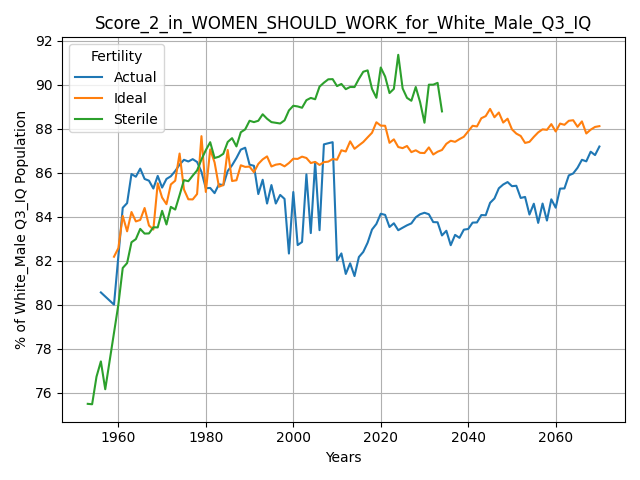 Score_2_in_WOMEN_SHOULD_WORK_for_White_Male_Q3_IQ
% of White_Male Q3_IQ Population
92
90
88
86
84
82
80
78
76
Fertility
Actual
Ideal
Sterile
1960
1980
2000
2020
2040
2060
Years